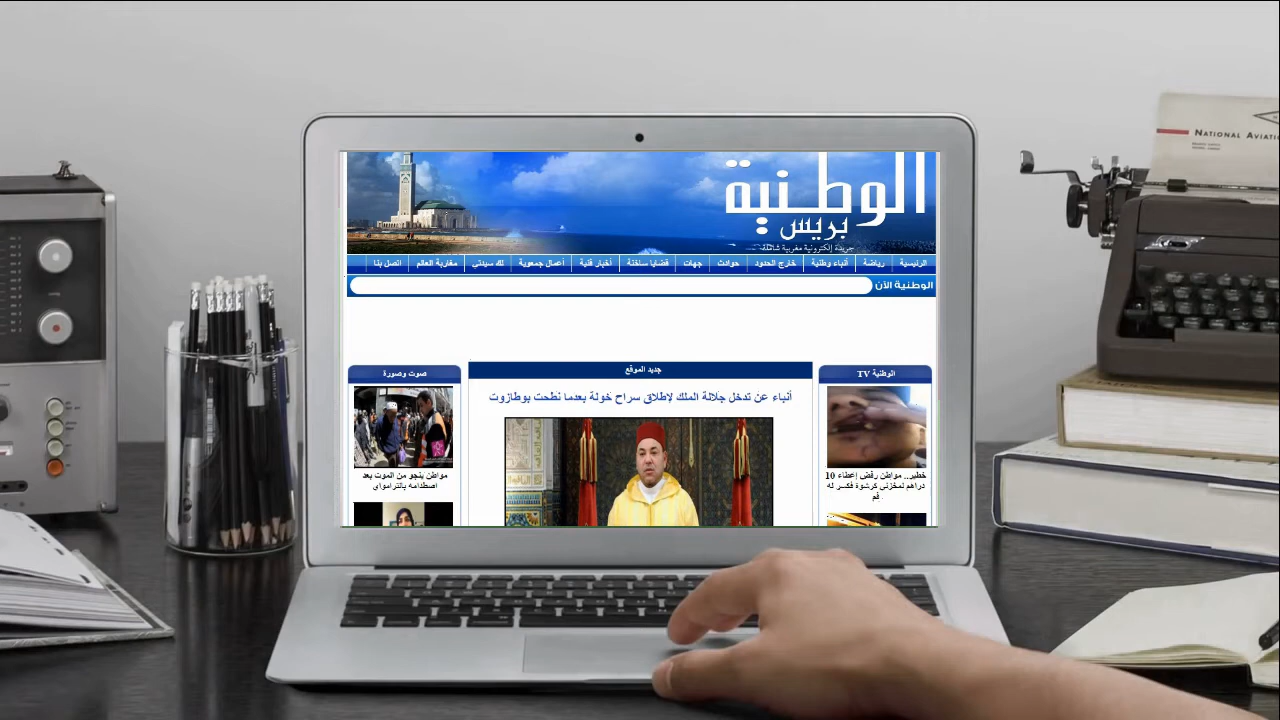 الوطنية
بريس
جريدة إلكترونية مغربية شاملة
الرئيسية
رياضة
أنباء وطنية
خارج الحدود
حوادث
جهات
قضايا ساخنة
أخبار فنية
أعمال جمعوية
لك سيدتي
مغاربة العالم
اتصل بنا
الوطنية الآن
الوطنية TV
خطير.. مواطن رفض إعطاء 10
دراهم لمخزني كرشوة فكسر له
فم
جديد الموقع
أنباء عن تدخل جلالة الملك لإطلاق سراح خولة بعدما نطحت بوطازوت
صوت وصورة
مواطن ينجو من الموت بعد
اصطدامه بالترامواي
NATIONAL AVIATI